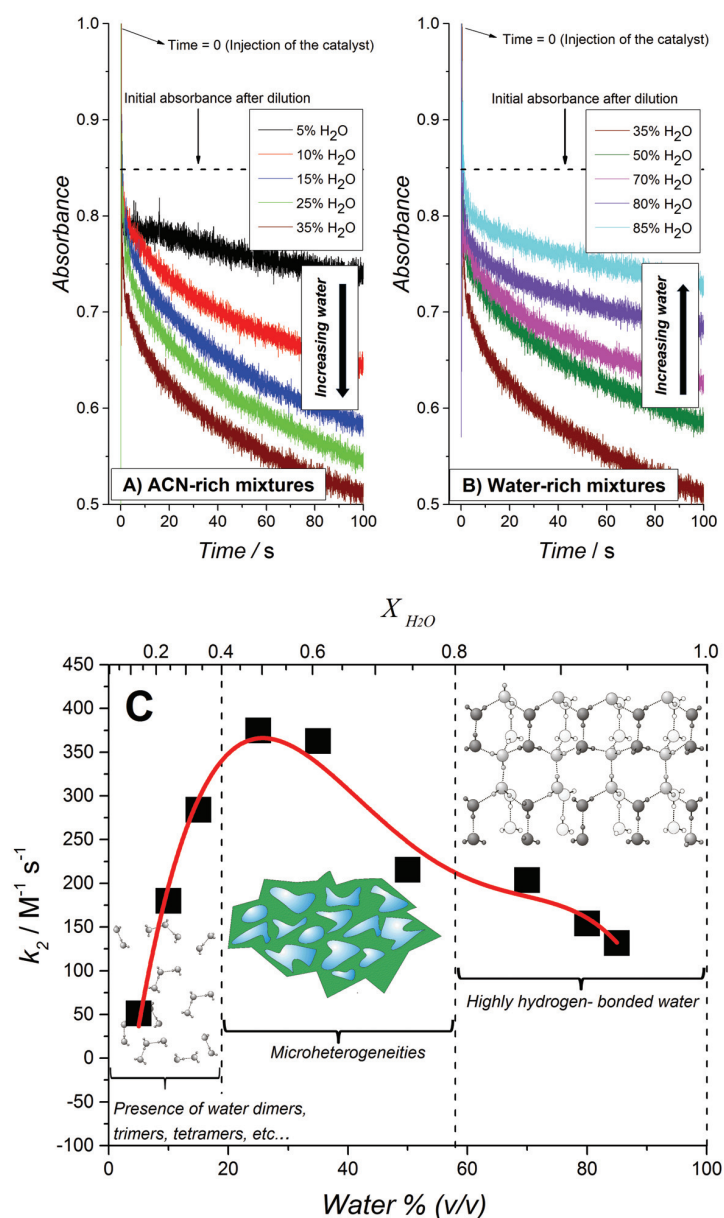 1.0
0.9
0.8
0.7
0.6
0.5
Absorbance
Time = 0 (Injection of the catalyst)
Initial absorbance after dilution
5% H₂O
10% H₂O
15% H₂O
25% H₂O
35% H₂O
Increasing water
A) ACN-rich mixtures
0 20 40 60 80 100
Time / s
1.0
0.9
0.8
0.7
0.6
0.5
Absorbance
Time = 0 (Injection of the catalyst)
Initial absorbance after dilution
35% H₂O
50% H₂O
70% H₂O
80% H₂O
85% H₂O
Increasing water
B) Water-rich mixtures
0 20 40 60 80 100
Time / s
X H₂O
0.2 0.4 0.6 0.8 1.0
450
400
350
300
250
200
150
100
50
0
-50
-100
k₂ / M⁻¹ s⁻¹
C
Highly hydrogen- bonded water
Microheterogeneities
Presence of water dimers,
trimers, tetramers, etc...
0 20 40 60 80 100
Water % (v/v)